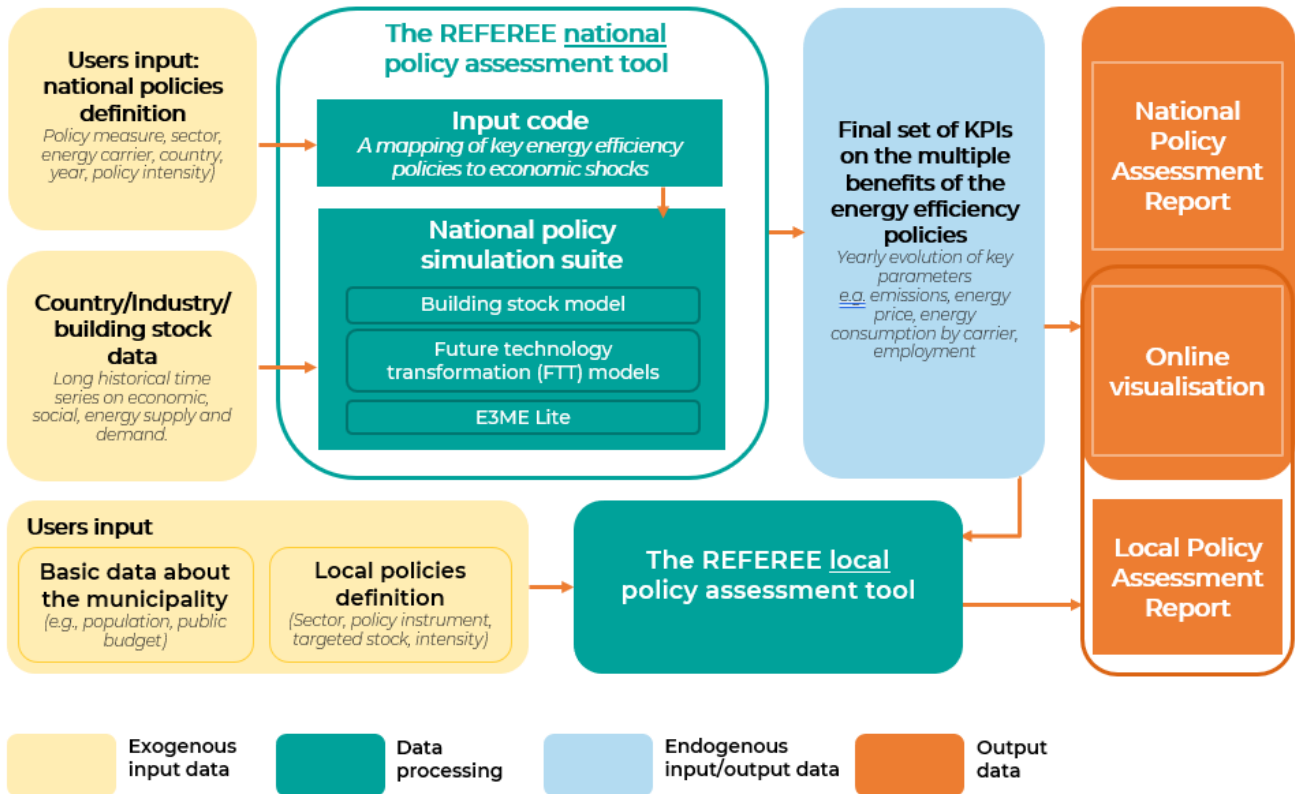 Users input:
national policies
definition
Policy measure, sector,
energy carrier, country,
year, policy intensity)
Country/Industry/
building stock
data
Long historical time
series on economic,
social, energy supply and
demand.
The REFEREE national
policy assessment tool
Input code
A mapping of key energy efficiency
policies to economic shocks
National policy
simulation suite
Building stock model
Future technology
transformation (FTT) models
E3ME Lite
Final set of KPIs
on the multiple
benefits of the
energy efficiency
policies
Yearly evolution of key
parameters
e.g. emissions, energy
price, energy
consumption by carrier,
employment
National
Policy
Assessment
Report
Online
visualisation
Local Policy
Assessment
Report
Users input
Basic data about
the municipality
(e.g., population, public
budget)
Local policies
definition
(Sector, policy instrument,
targeted stock, intensity)
The REFEREE local
policy assessment tool
Exogenous
input data
Data
processing
Endogenous
input/output data
Output
data